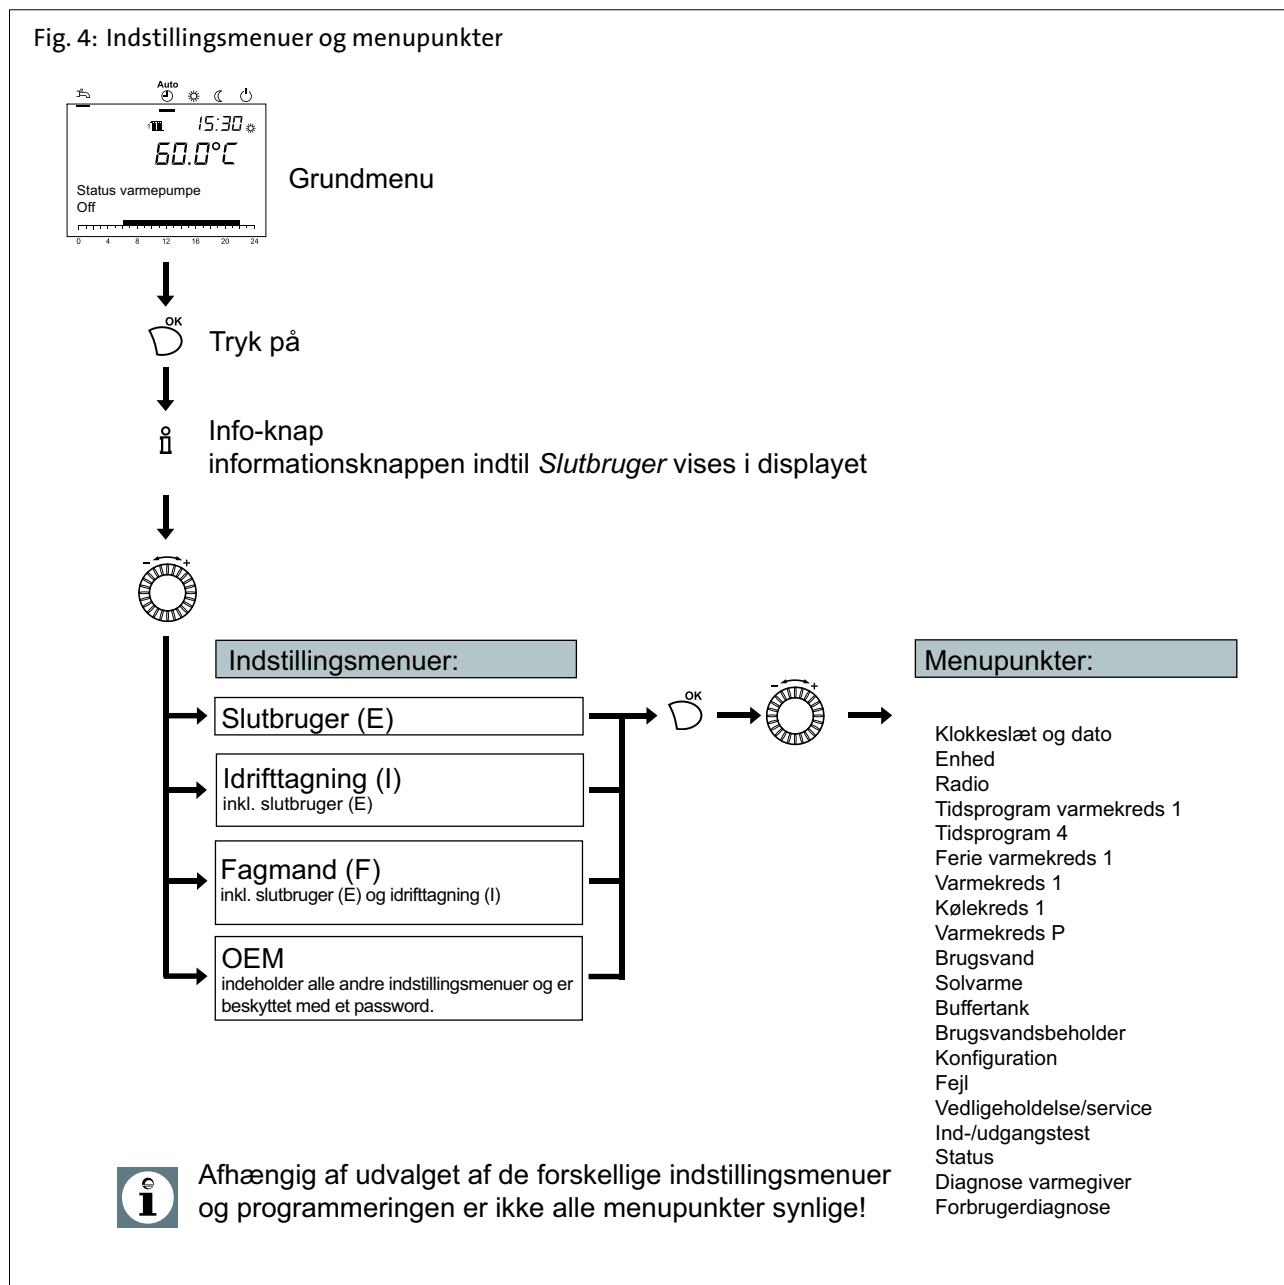 Fig. 4: Indstillingsmenuer og menupunkter
Auto
1
15:30
60.0°C
Status varmepumpe
Off
0 4 8 12 16 20 24
Grundmenu
OK
Tryk på
Info-knap
informationsknappen indtil Slutbruger vises i displayet
- +
Indstillingsmenuer:
Slutbruger (E)
Idrifttagning (I)
inkl. slutbruger (E)
Fagmand (F)
inkl. slutbruger (E) og idrifttagning (I)
OEM
indeholder alle andre indstillingsmenuer og er
beskyttet med et password.
OK
- +
Menupunkter:
Klokkeslæt og dato
Enhed
Radio
Tidsprogram varmekreds 1
Tidsprogram 4
Ferie varmekreds 1
Varmekreds 1
Kølekreds 1
Varmekreds P
Brugsvand
Solvarme
Buffertank
Brugsvandsbeholder
Konfiguration
Fejl
Vedligeholdelse/service
Ind-/udgangstest
Status
Diagnose varmegiver
Forbrugerdiagnose
Afhængig af udvalget af de forskellige indstillingsmenuer
og programmeringen er ikke alle menupunkter synlige!